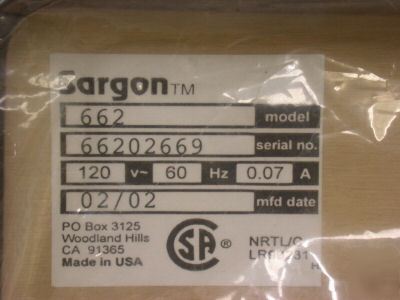 Sargon™
662 model
66202669 serial no.
120 V~ 60 Hz 0.07 A
02/02 mfd date
PO Box 3125
Woodland Hills
CA 91365
Made in USA
SA ®
NRTL/C